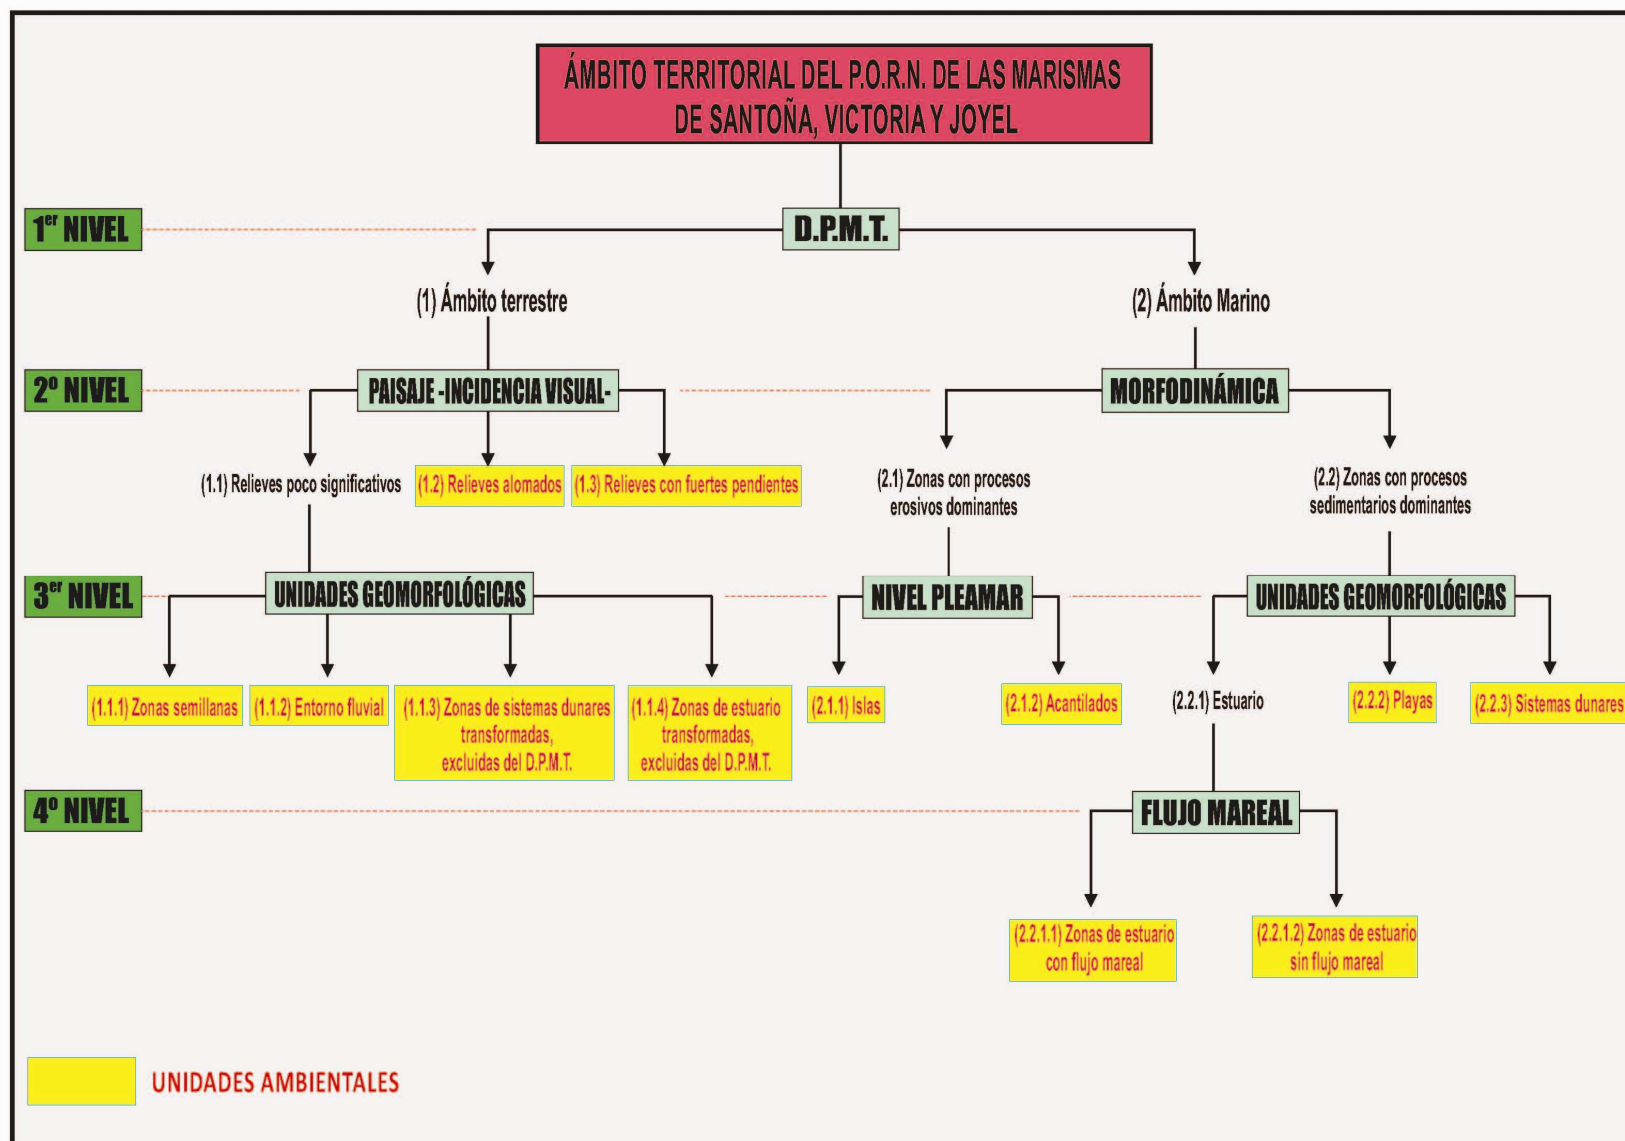 ÁMBITO TERRITORIAL DEL P.O.R.N. DE LAS MARISMAS
DE SANTOÑA, VICTORIA Y JOYEL
1er NIVEL
D.P.M.T.
(1) Ámbito terrestre
(2) Ámbito Marino
2º NIVEL
PAISAJE -INCIDENCIA VISUAL-
MORFODINÁMICA
(1.1) Relieves poco significativos
(1.2) Relieves alomados
(1.3) Relieves con fuertes pendientes
(2.1) Zonas con procesos
erosivos dominantes
(2.2) Zonas con procesos
sedimentarios dominantes
3er NIVEL
UNIDADES GEOMORFOLÓGICAS
NIVEL PLEAMAR
UNIDADES GEOMORFOLÓGICAS
(1.1.1) Zonas semillanas
(1.1.2) Entorno fluvial
(1.1.3) Zonas de sistemas dunares
transformadas,
excluidas del D.P.M.T.
(1.1.4) Zonas de estuario
transformadas,
excluidas del D.P.M.T.
(2.1.1) Islas
(2.1.2) Acantilados
(2.2.1) Estuario
(2.2.2) Playas
(2.2.3) Sistemas dunares
4º NIVEL
FLUJO MAREAL
(2.2.1.1) Zonas de estuario
con flujo mareal
(2.2.1.2) Zonas de estuario
sin flujo mareal
UNIDADES AMBIENTALES